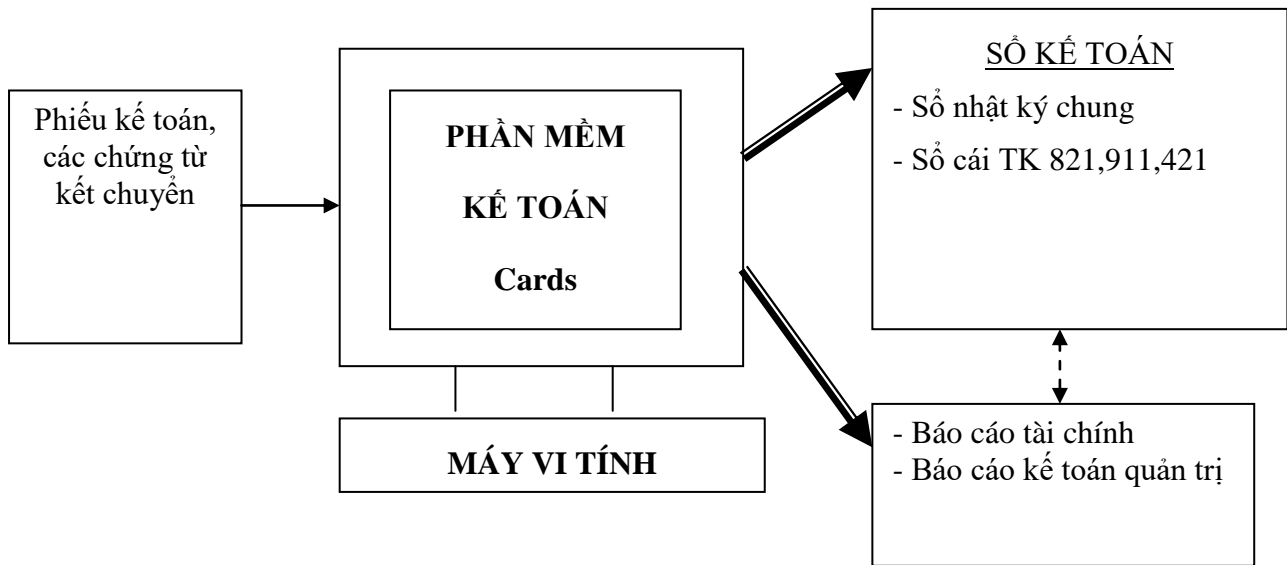 Phiếu kế toán,
các chứng từ
kết chuyển
PHẦN MỀM
KẾ TOÁN
Cards
MÁY VI TÍNH
SỔ KẾ TOÁN
- Sổ nhật ký chung
- Sổ cái TK 821,911,421
- Báo cáo tài chính
- Báo cáo kế toán quản trị